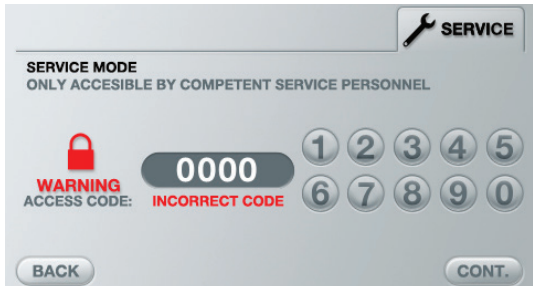 SERVICE
SERVICE MODE
ONLY ACCESIBLE BY COMPETENT SERVICE PERSONNEL
1 2 3 4 5
0000
WARNING
6 7 8 9 0
ACCESS CODE: INCORRECT CODE
BACK CONT.